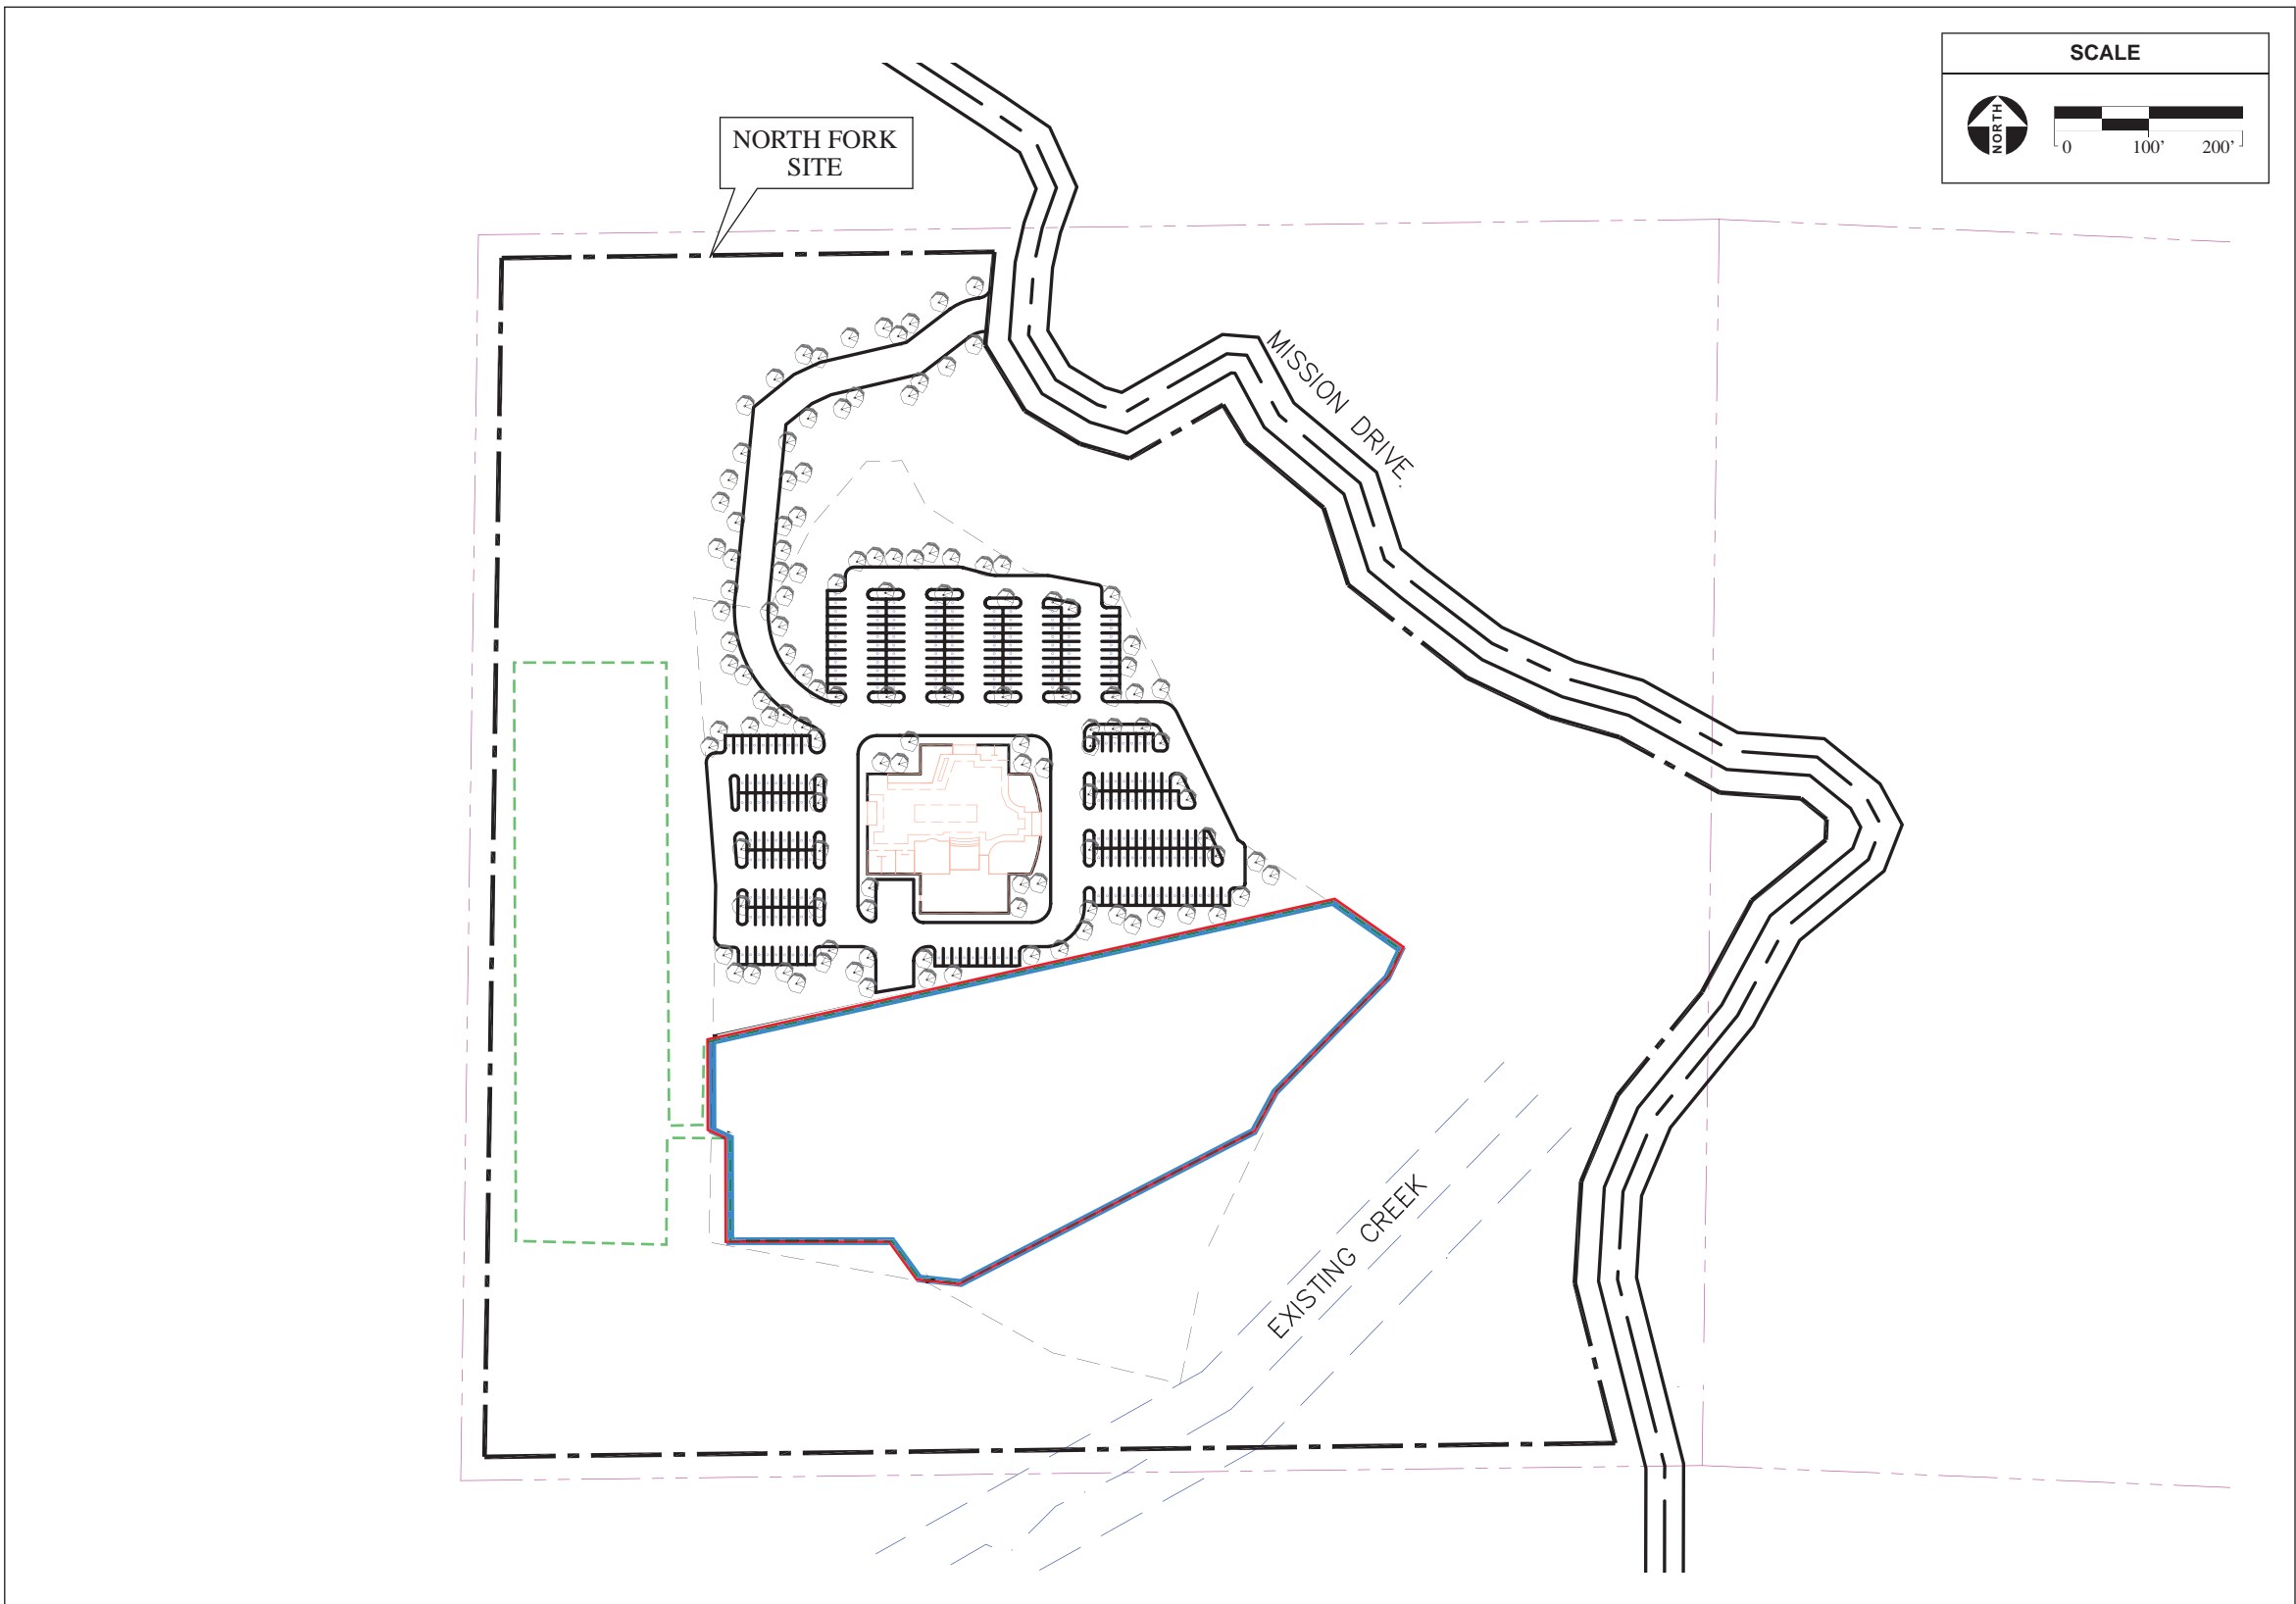 SCALE
NORTH
0 100’ 200’
NORTH FORK
SITE
MISSION DRIVE.
EXISTING CREEK